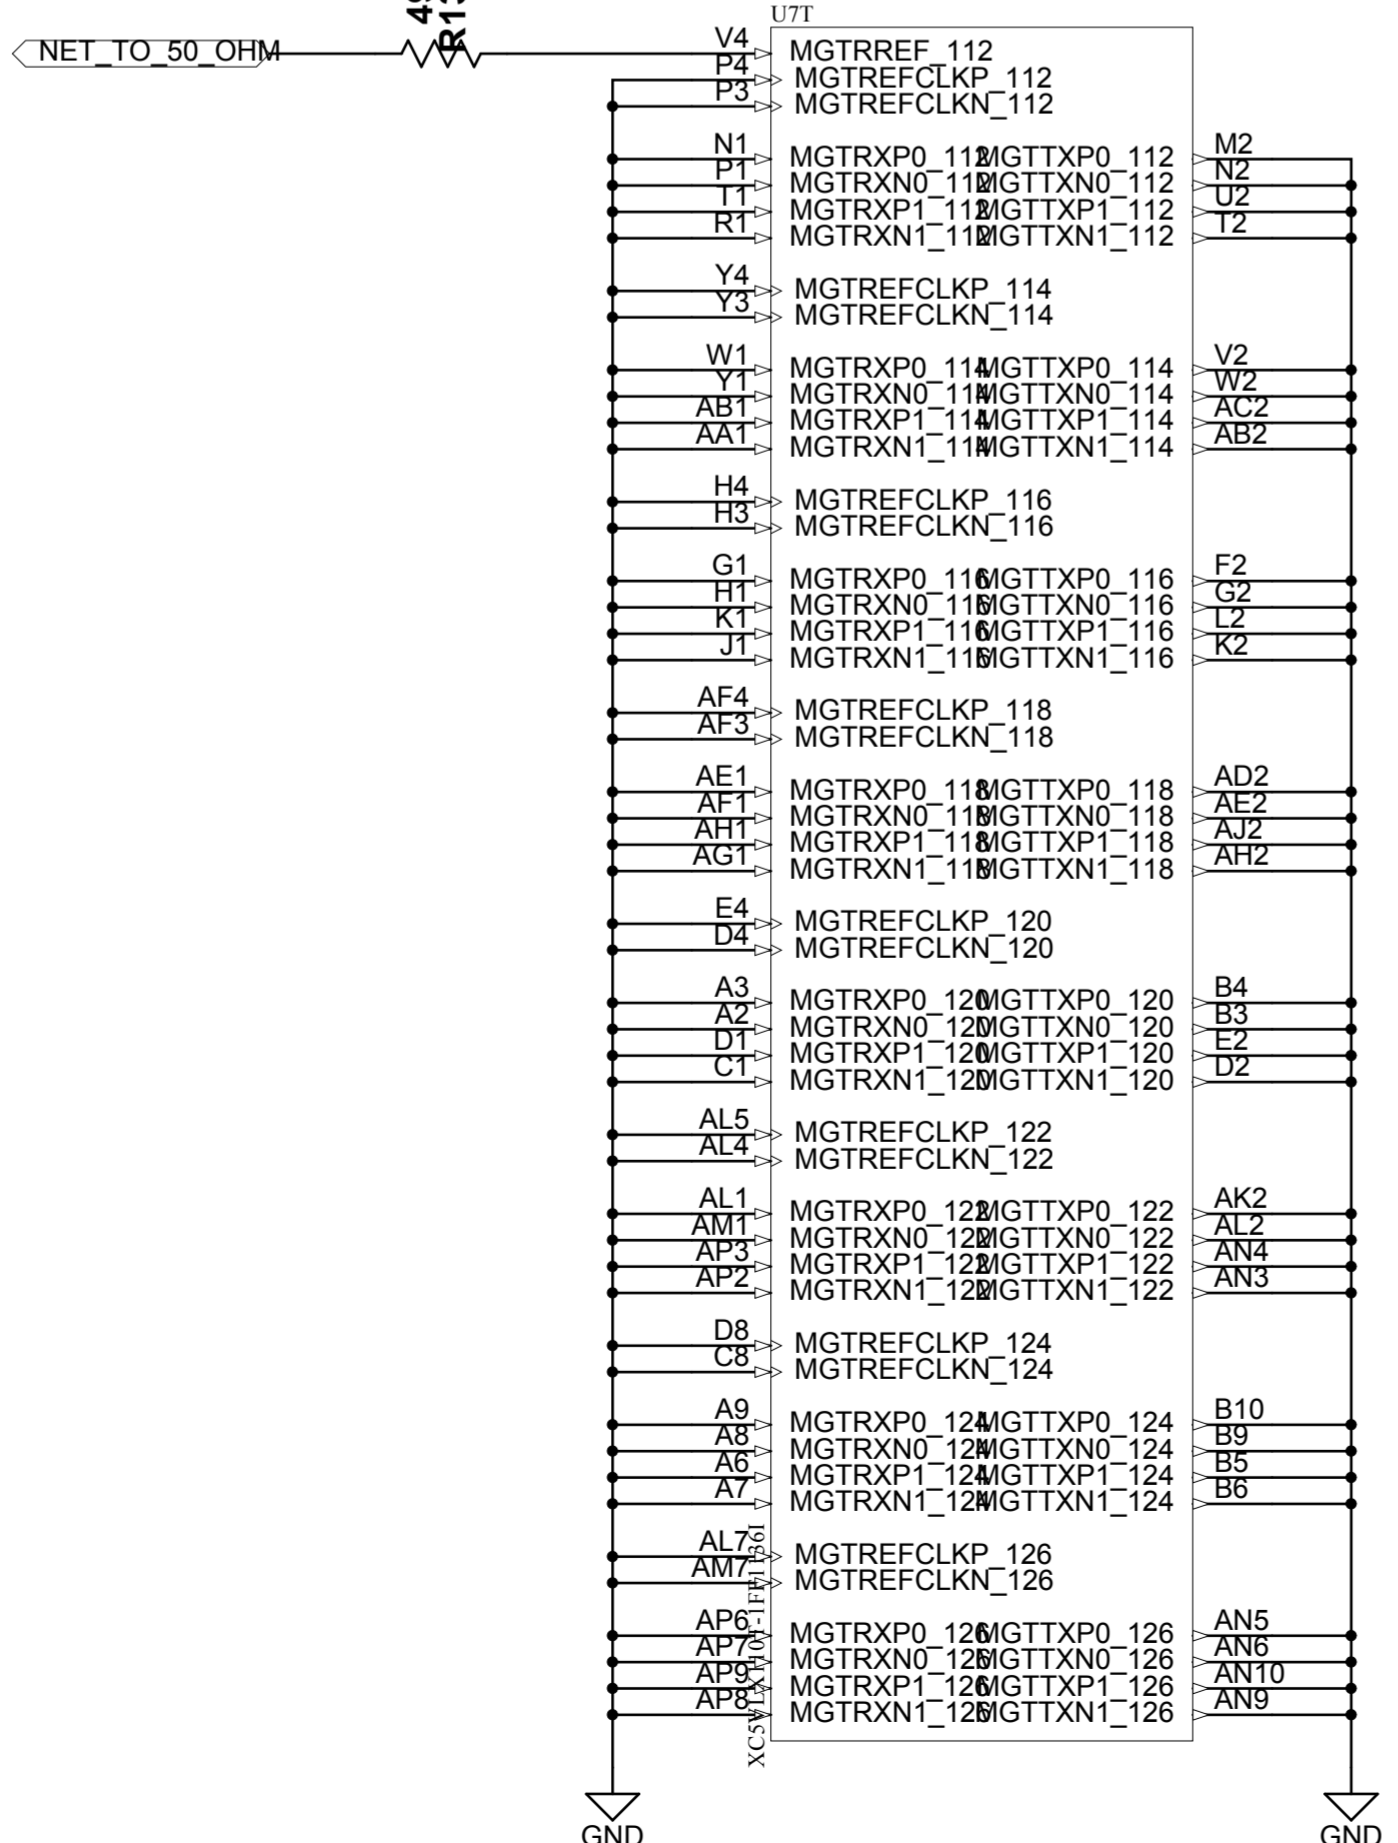 U7T
NET_TO_50_OHM
V4 MGTRREF_112
P4 MGTREFCLKP_112
P3 MGTREFCLKN_112
N1 MGTRXP0_112 MGTTXP0_112 M2
P1 MGTRXN0_112 MGTTXN0_112 N2
T1 MGTRXP1_112 MGTTXP1_112 U2
R1 MGTRXN1_112 MGTTXN1_112 T2
Y4 MGTREFCLKP_114
Y3 MGTREFCLKN_114
W1 MGTRXP0_114 MGTTXP0_114 V2
Y1 MGTRXN0_114 MGTTXN0_114 W2
AB1 MGTRXP1_114 MGTTXP1_114 AC2
AA1 MGTRXN1_114 MGTTXN1_114 AB2
H4 MGTREFCLKP_116
H3 MGTREFCLKN_116
G1 MGTRXP0_116 MGTTXP0_116 F2
H1 MGTRXN0_116 MGTTXN0_116 G2
K1 MGTRXP1_116 MGTTXP1_116 L2
J1 MGTRXN1_116 MGTTXN1_116 K2
AF4 MGTREFCLKP_118
AF3 MGTREFCLKN_118
AE1 MGTRXP0_118 MGTTXP0_118 AD2
AF1 MGTRXN0_118 MGTTXN0_118 AE2
AH1 MGTRXP1_118 MGTTXP1_118 AJ2
AG1 MGTRXN1_118 MGTTXN1_118 AH2
E4 MGTREFCLKP_120
D4 MGTREFCLKN_120
A3 MGTRXP0_120 MGTTXP0_120 B4
A2 MGTRXN0_120 MGTTXN0_120 B3
D1 MGTRXP1_120 MGTTXP1_120 E2
C1 MGTRXN1_120 MGTTXN1_120 D2
AL5 MGTREFCLKP_122
AL4 MGTREFCLKN_122
AL1 MGTRXP0_122 MGTTXP0_122 AK2
AM1 MGTRXN0_122 MGTTXN0_122 AL2
AP3 MGTRXP1_122 MGTTXP1_122 AN4
AP2 MGTRXN1_122 MGTTXN1_122 AN3
D8 MGTREFCLKP_124
C8 MGTREFCLKN_124
A9 MGTRXP0_124 MGTTXP0_124 B10
A8 MGTRXN0_124 MGTTXN0_124 B9
A6 MGTRXP1_124 MGTTXP1_124 B5
A7 MGTRXN1_124 MGTTXN1_124 B6
AL7 MGTREFCLKP_126
AM7 MGTREFCLKN_126
AP6 MGTRXP0_126 MGTTXP0_126 AN5
AP7 MGTRXN0_126 MGTTXN0_126 AN6
AP9 MGTRXP1_126 MGTTXP1_126 AN10
AP8 MGTRXN1_126 MGTTXN1_126 AN9
GND GND